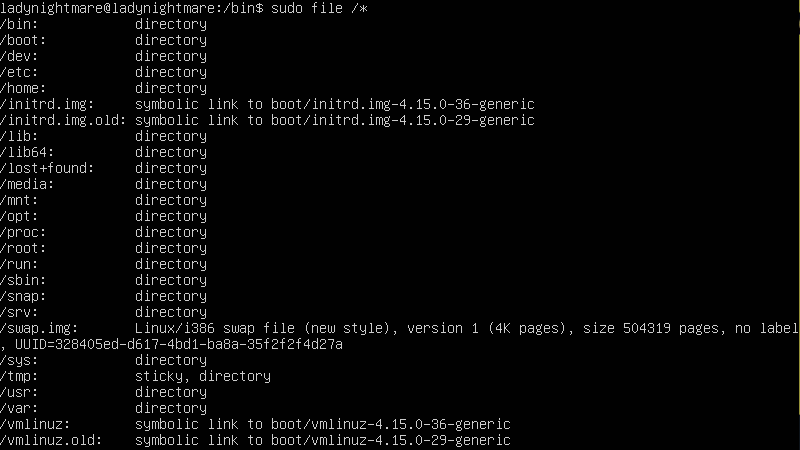 ladynightmare@ladynightmare:/bin$ sudo file /*
/bin:            directory
/boot:           directory
/dev:            directory
/etc:            directory
/home:           directory
/initrd.img:     symbolic link to boot/initrd.img-4.15.0-36-generic
/initrd.img.old: symbolic link to boot/initrd.img-4.15.0-29-generic
/lib:            directory
/lib64:          directory
/lost+found:     directory
/media:          directory
/mnt:            directory
/opt:            directory
/proc:           directory
/root:           directory
/run:            directory
/sbin:           directory
/snap:           directory
/srv:            directory
/swap.img:       Linux/i386 swap file (new style), version 1 (4K pages), size 504319 pages, no label
, UUID=328405ed-d617-4bd1-ba8a-35f2f2f4d27a
/sys:            directory
/tmp:            sticky, directory
/usr:            directory
/var:            directory
/vmlinuz:        symbolic link to boot/vmlinuz-4.15.0-36-generic
/vmlinuz.old:    symbolic link to boot/vmlinuz-4.15.0-29-generic